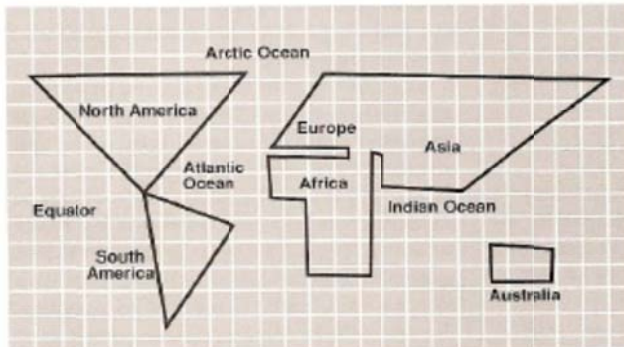 Arctic Ocean
North America
Europe
Asia
Atlantic
Ocean
Africa
Equator
Indian Ocean
South
America
Australia